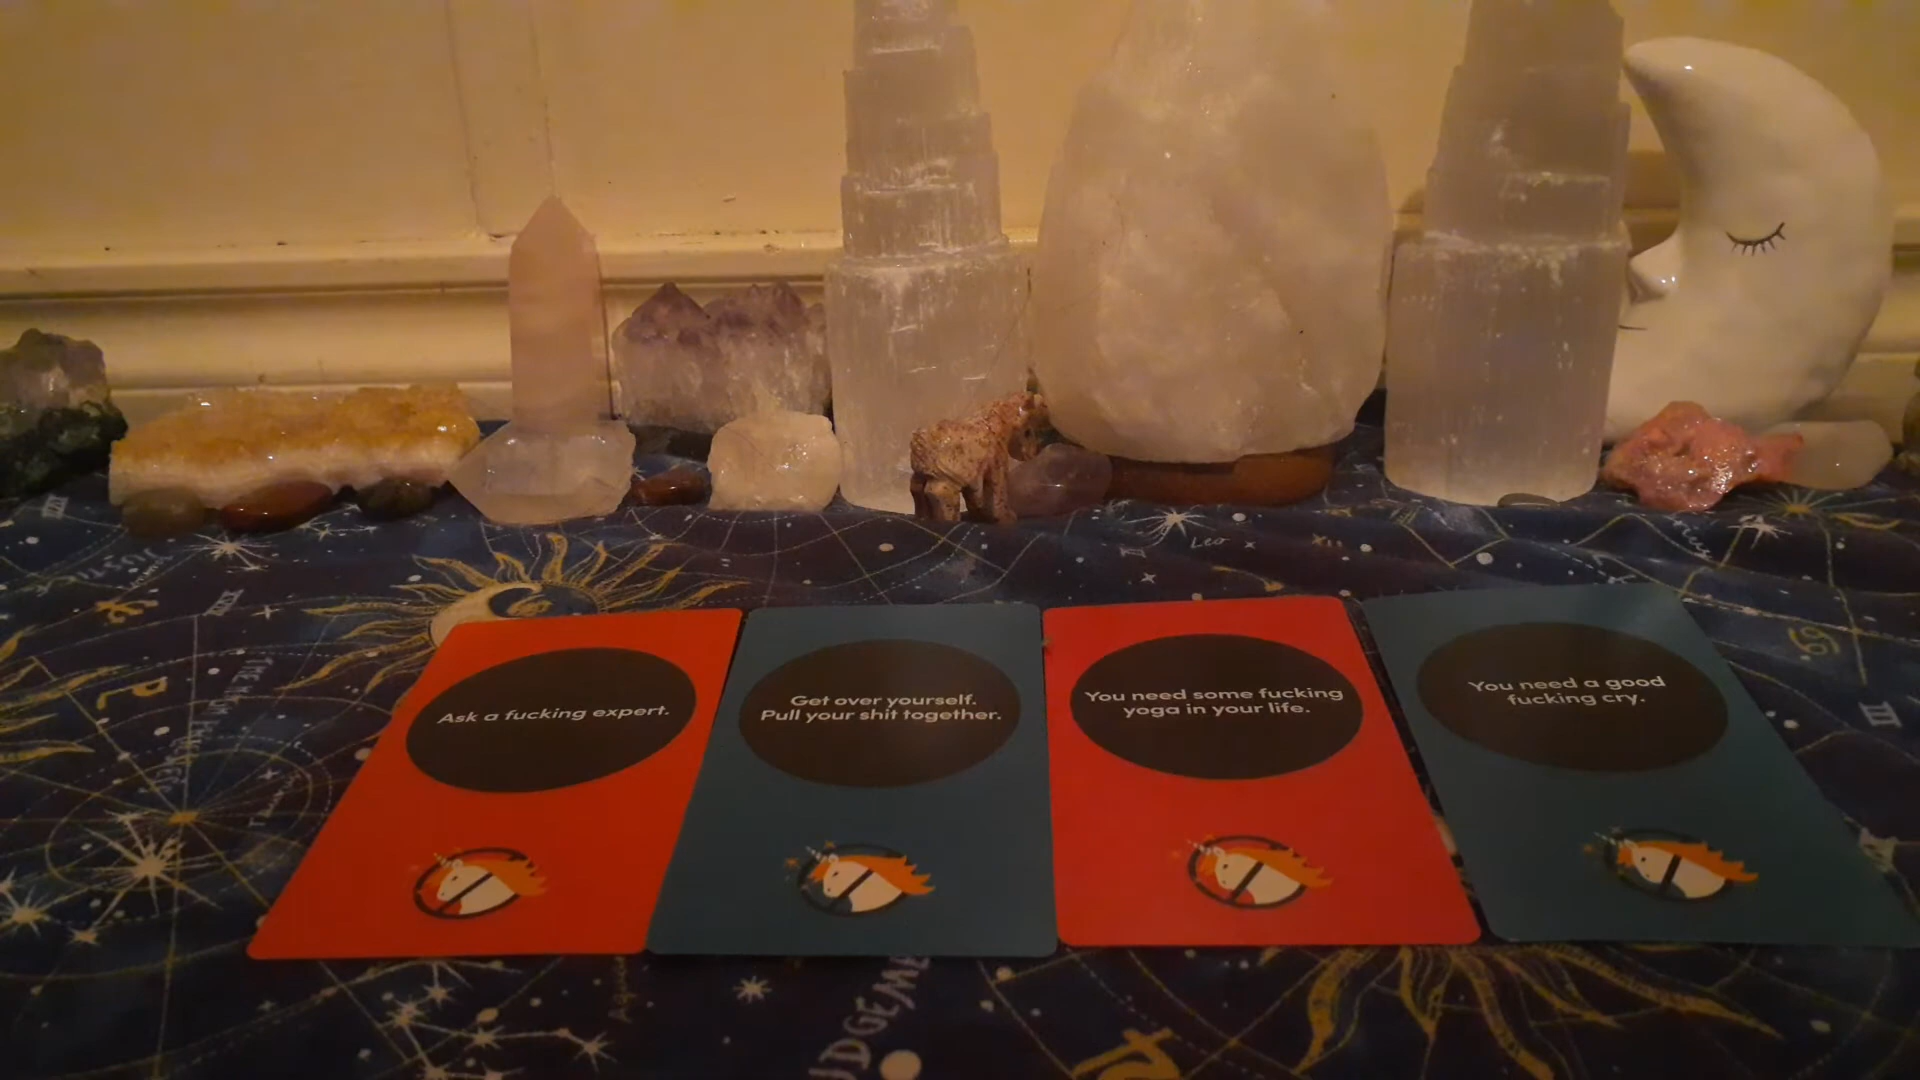 Leo
Ask a fucking expert.
Get over yourself.
Pull your shit together.
You need some fucking
yoga in your life.
You need a good
fucking cry.
III